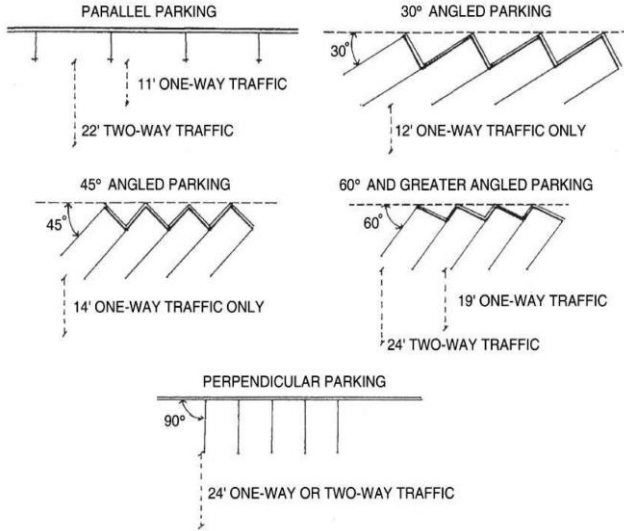 PARALLEL PARKING
11' ONE-WAY TRAFFIC
22' TWO-WAY TRAFFIC
30° ANGLED PARKING
30°
12' ONE-WAY TRAFFIC ONLY
45° ANGLED PARKING
45°
14' ONE-WAY TRAFFIC ONLY
60° AND GREATER ANGLED PARKING
60°
19' ONE-WAY TRAFFIC
24' TWO-WAY TRAFFIC
PERPENDICULAR PARKING
90°
24' ONE-WAY OR TWO-WAY TRAFFIC